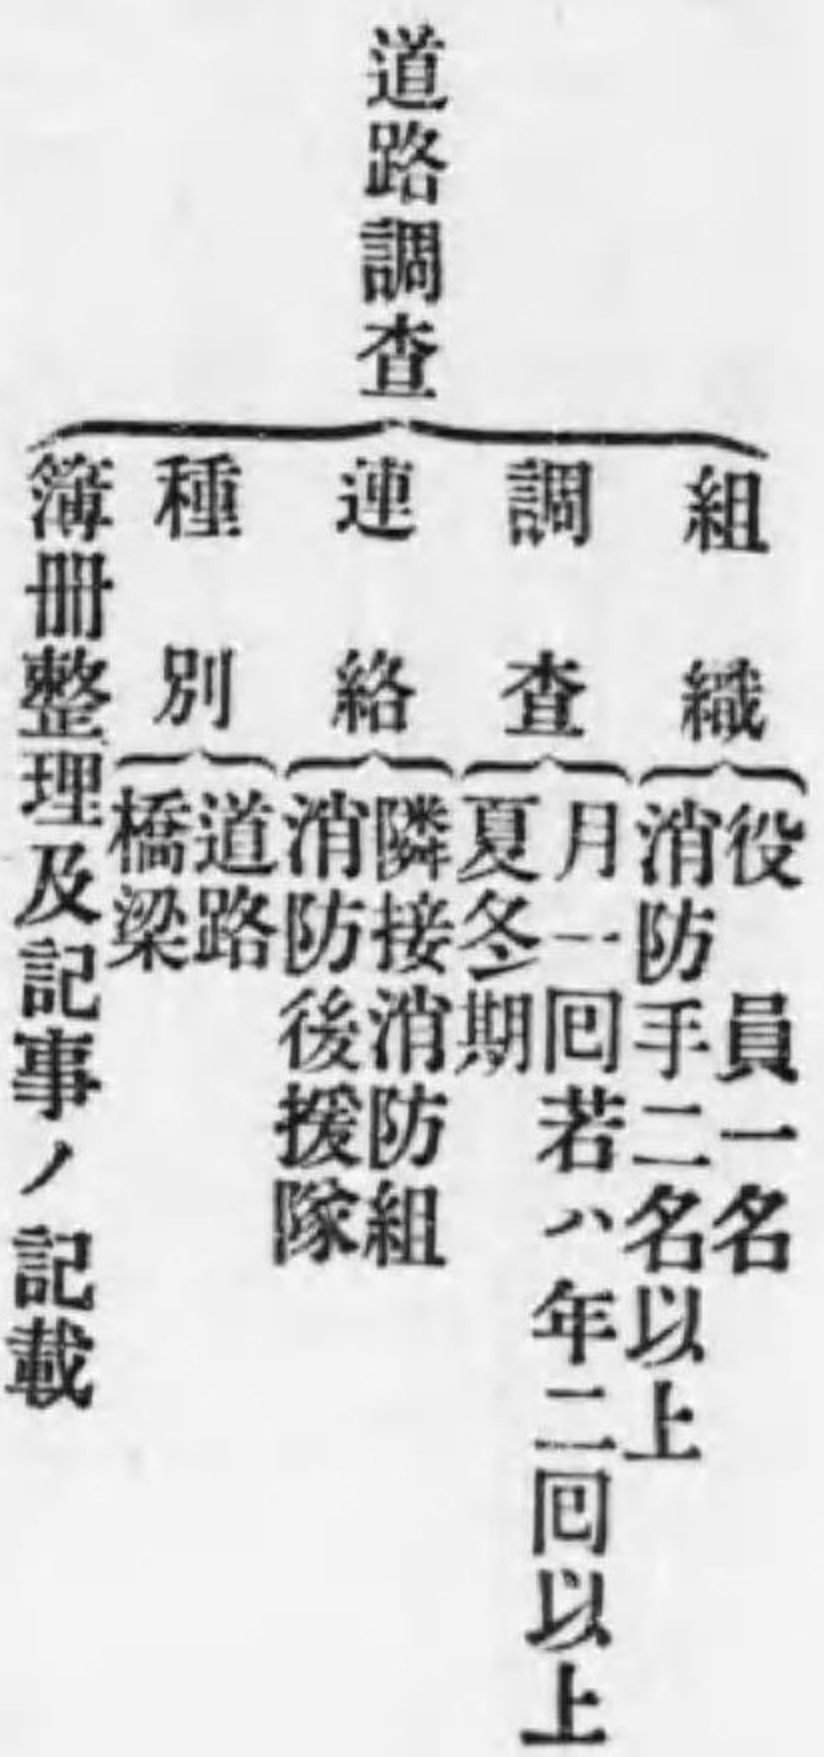 道路調査
組織
役員一名
消防手二名以上
調査
月一回若ハ年二回以上
夏冬期
連絡
隣接消防組
消防後援隊
種別
道路
橋梁
簿冊整理及記事ノ記載